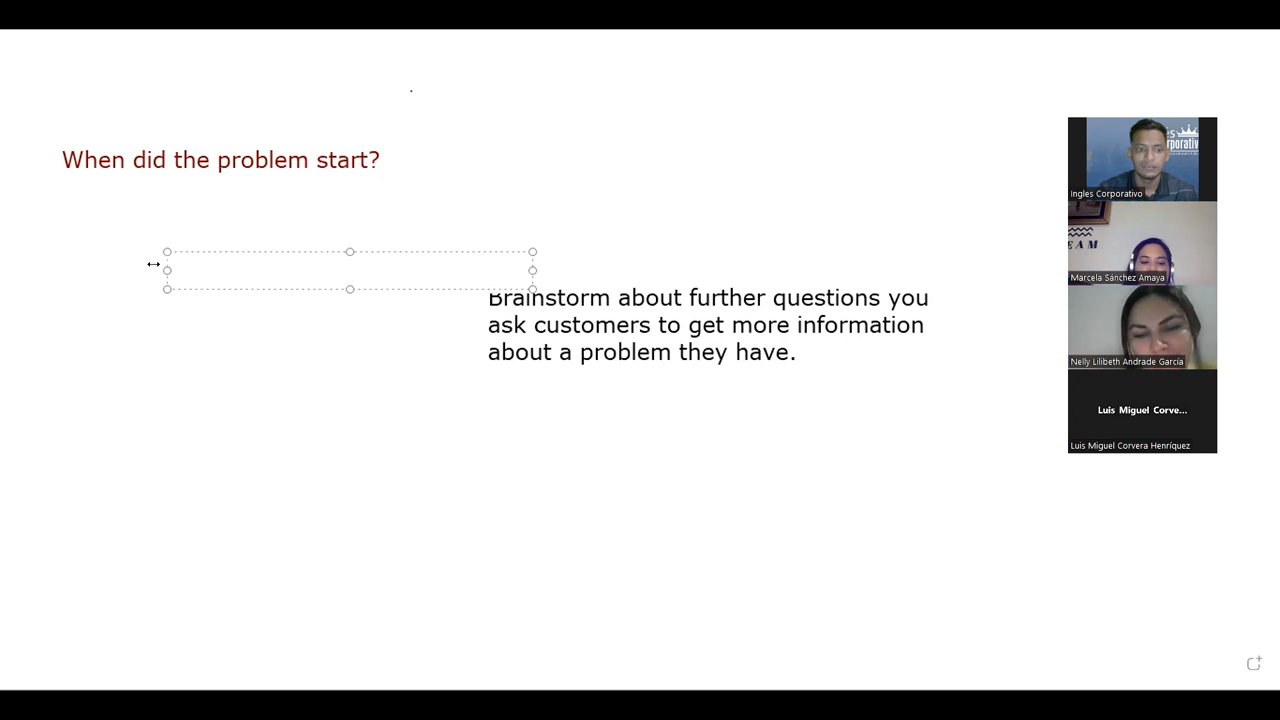 When did the problem start?
Brainstorm about further questions you
ask customers to get more information
about a problem they have.
Ingles Corporativo
EAM
Marcela Sánchez Amaya
Nelly Lilibeth Andrade García
Luis Miguel Corve...
Luis Miguel Corvera Henríquez